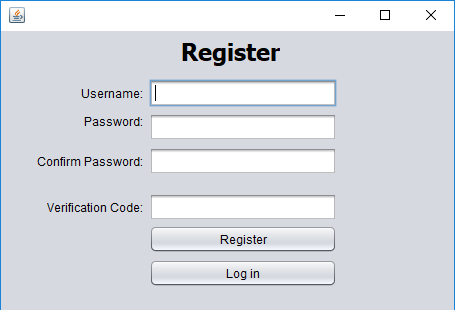 Register
Username:
Password:
Confirm Password:
Verification Code:
Register
Log in